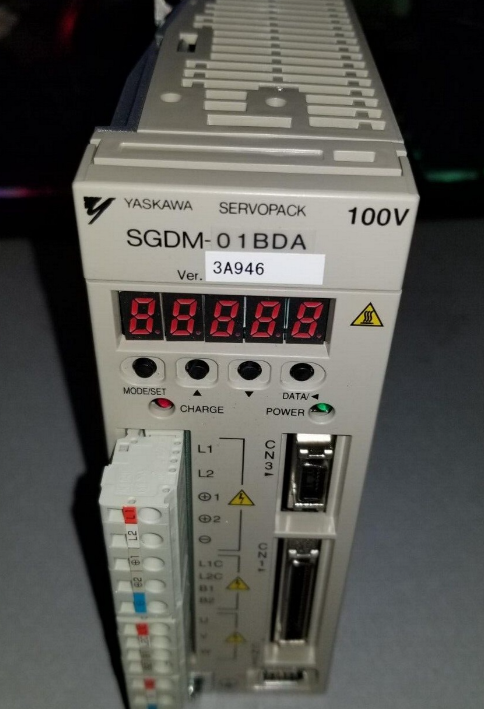 YASKAWA SERVOPACK 100V
SGDM-01BDA
Ver. 3A946
88888
MODE/SET ▲ ▼ DATA/◄
CHARGE POWER
CN3
L1
L2
⊕1
⊕2
⊖
CN1
L1C
L2C
B1
B2
U
V
W
L1
L2